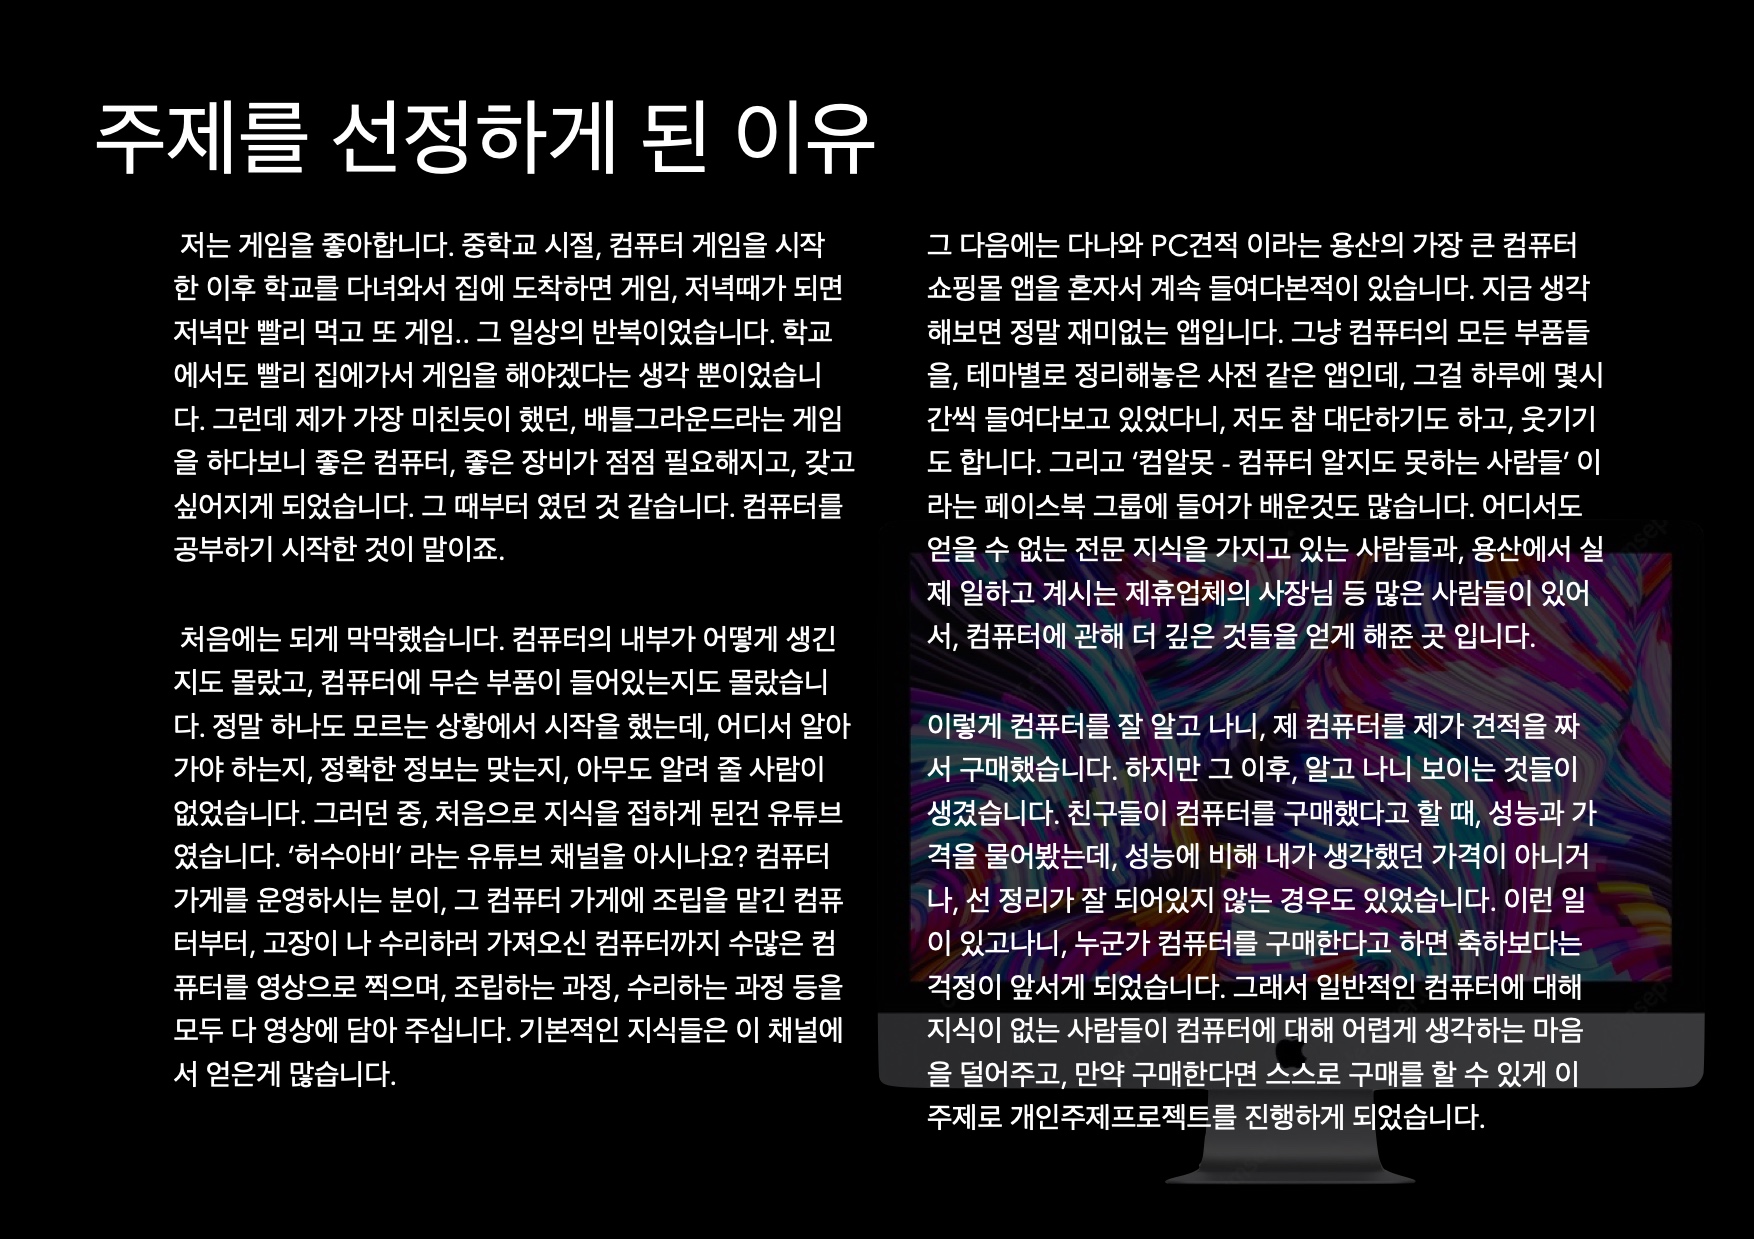 주제를 선정하게 된 이유
저는 게임을 좋아합니다. 중학교 시절, 컴퓨터 게임을 시작
한 이후 학교를 다녀와서 집에 도착하면 게임, 저녁때가 되면
저녁만 빨리 먹고 또 게임.. 그 일상의 반복이었습니다. 학교
에서도 빨리 집에가서 게임을 해야겠다는 생각 뿐이었습니
다. 그런데 제가 가장 미친듯이 했던, 배틀그라운드라는 게임
을 하다보니 좋은 컴퓨터, 좋은 장비가 점점 필요해지고, 갖고
싶어지게 되었습니다. 그 때부터 였던 것 같습니다. 컴퓨터를
공부하기 시작한 것이 말이죠.
처음에는 되게 막막했습니다. 컴퓨터의 내부가 어떻게 생긴
지도 몰랐고, 컴퓨터에 무슨 부품이 들어있는지도 몰랐습니
다. 정말 하나도 모르는 상황에서 시작을 했는데, 어디서 알아
가야 하는지, 정확한 정보는 맞는지, 아무도 알려 줄 사람이
없었습니다. 그러던 중, 처음으로 지식을 접하게 된건 유튜브
였습니다. ‘허수아비‘ 라는 유튜브 채널을 아시나요? 컴퓨터
가게를 운영하시는 분이, 그 컴퓨터 가게에 조립을 맡긴 컴퓨
터부터, 고장이 나 수리하러 가져오신 컴퓨터까지 수많은 컴
퓨터를 영상으로 찍으며, 조립하는 과정, 수리하는 과정 등을
모두 다 영상에 담아 주십니다. 기본적인 지식들은 이 채널에
서 얻은게 많습니다.
그 다음에는 다나와 PC견적 이라는 용산의 가장 큰 컴퓨터
쇼핑몰 앱을 혼자서 계속 들여다본적이 있습니다. 지금 생각
해보면 정말 재미없는 앱입니다. 그냥 컴퓨터의 모든 부품들
을, 테마별로 정리해놓은 사전 같은 앱인데, 그걸 하루에 몇시
간씩 들여다보고 있었다니, 저도 참 대단하기도 하고, 웃기기
도 합니다. 그리고 ‘컴알못 - 컴퓨터 알지도 못하는 사람들’ 이
라는 페이스북 그룹에 들어가 배운것도 많습니다. 어디서도
얻을 수 없는 전문 지식을 가지고 있는 사람들과, 용산에서 실
제 일하고 계시는 제휴업체의 사장님 등 많은 사람들이 있어
서, 컴퓨터에 관해 더 깊은 것들을 얻게 해준 곳 입니다.
이렇게 컴퓨터를 잘 알고 나니, 제 컴퓨터를 제가 견적을 짜
서 구매했습니다. 하지만 그 이후, 알고 나니 보이는 것들이
생겼습니다. 친구들이 컴퓨터를 구매했다고 할 때, 성능과 가
격을 물어봤는데, 성능에 비해 내가 생각했던 가격이 아니거
나, 선 정리가 잘 되어있지 않는 경우도 있었습니다. 이런 일
이 있고나니, 누군가 컴퓨터를 구매한다고 하면 축하보다는
걱정이 앞서게 되었습니다. 그래서 일반적인 컴퓨터에 대해
지식이 없는 사람들이 컴퓨터에 대해 어렵게 생각하는 마음
을 덜어주고, 만약 구매한다면 스스로 구매를 할 수 있게 이
주제로 개인주제프로젝트를 진행하게 되었습니다.